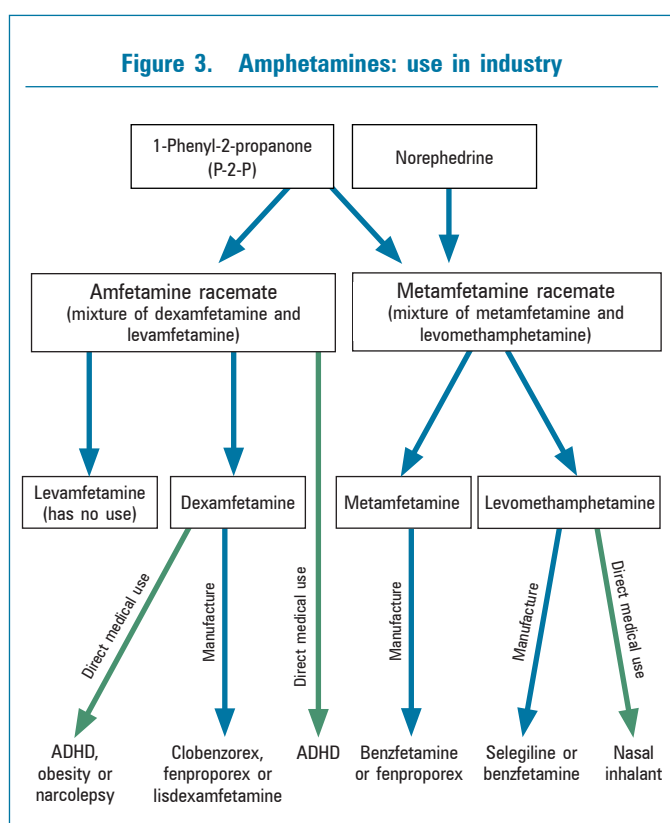 Figure 3. Amphetamines: use in industry
1-Phenyl-2-propanone
(P-2-P)
Norephedrine
Amfetamine racemate
(mixture of dexamfetamine and
levamfetamine)
Metamfetamine racemate
(mixture of metamfetamine and
levomethamphetamine)
Levamfetamine
(has no use)
Dexamfetamine
Metamfetamine
Levomethamphetamine
Direct medical use
Manufacture
Direct medical use
Manufacture
Manufacture
Direct medical use
ADHD,
obesity or
narcolepsy
Clobenzorex,
fenproporex or
lisdexamfetamine
ADHD
Benzfetamine
or fenproporex
Selegiline or
benzfetamine
Nasal
inhalant